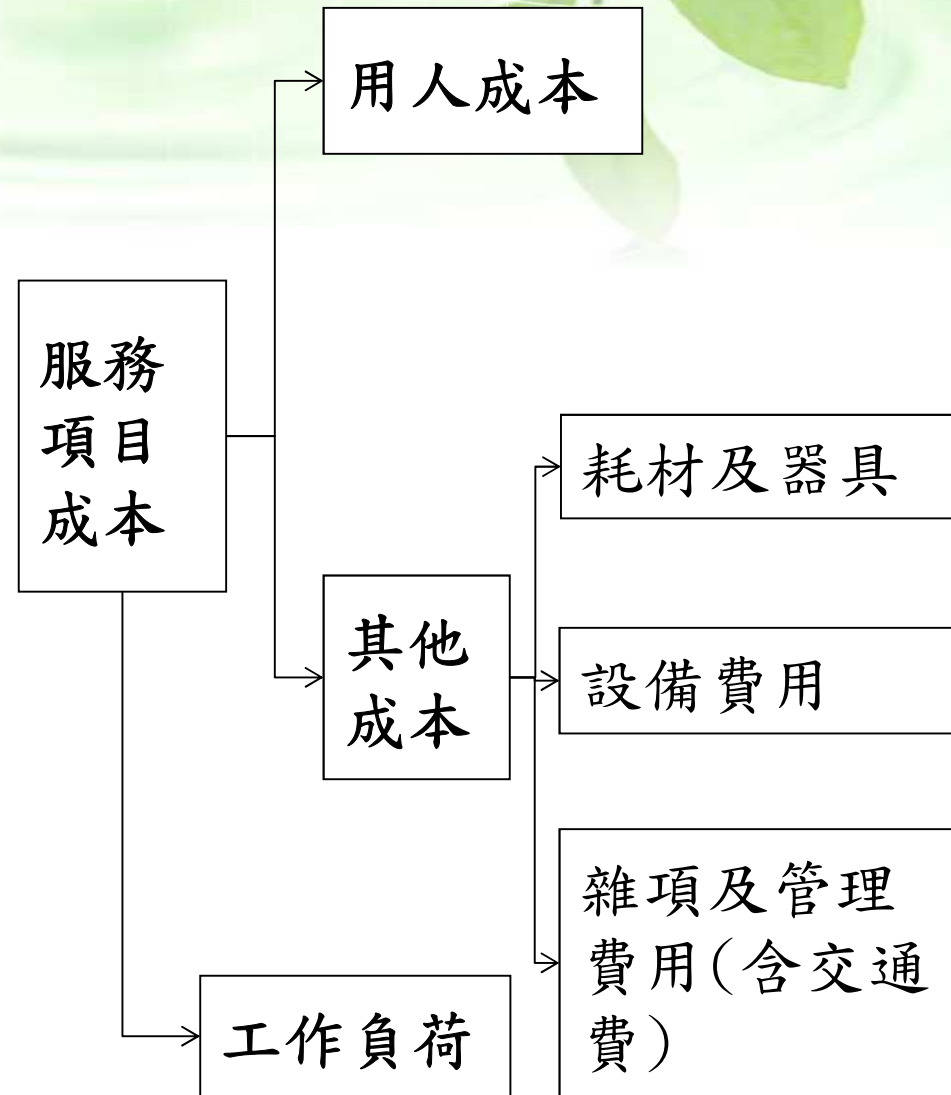 用人成本
服務
項目
成本
耗材及器具
其他
成本
設備費用
雜項及管理
費用(含交通
費)
工作負荷